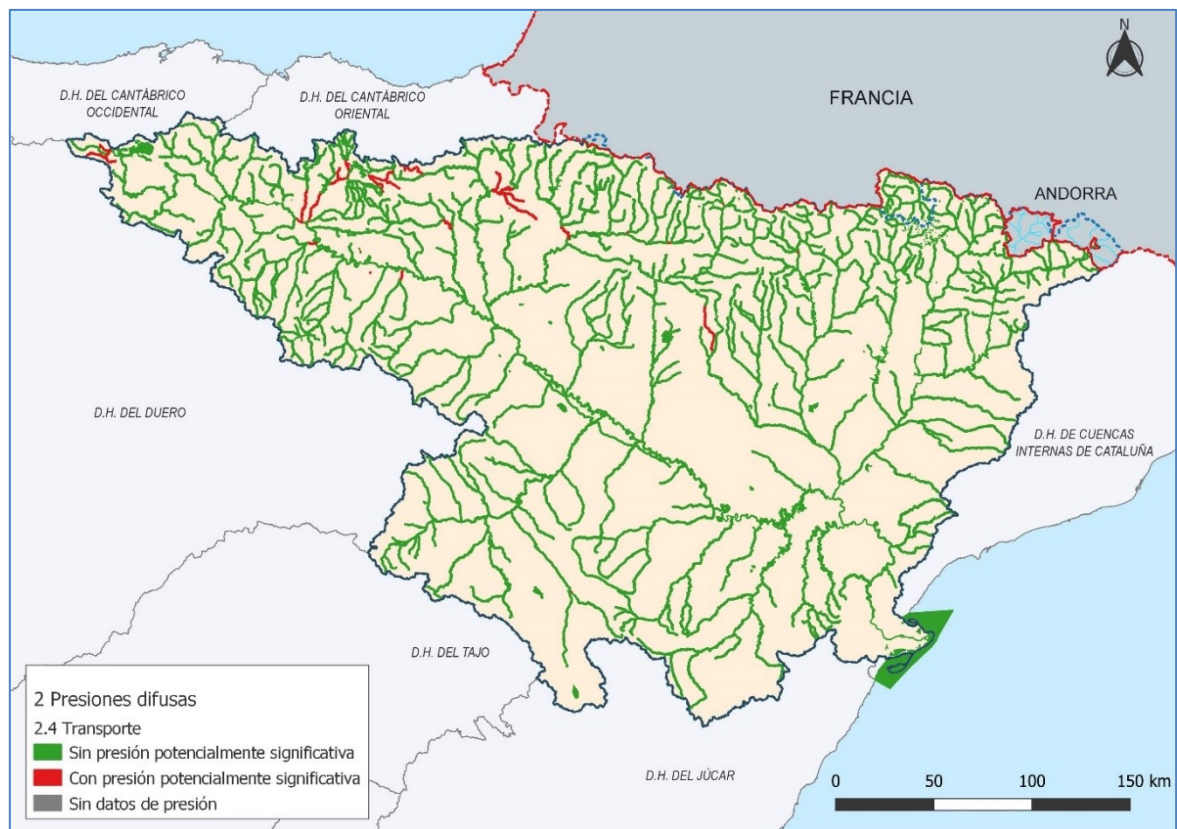 N
D.H. DEL CANTÁBRICO
OCCIDENTAL
D.H. DEL CANTÁBRICO
ORIENTAL
FRANCIA
ANDORRA
D.H. DEL DUERO
D.H. DE CUENCAS
INTERNAS DE CATALUÑA
D.H. DEL TAJO
D.H. DEL JÚCAR
2 Presiones difusas
2.4 Transporte
Sin presión potencialmente significativa
Con presión potencialmente significativa
Sin datos de presión
0 50 100 150 km